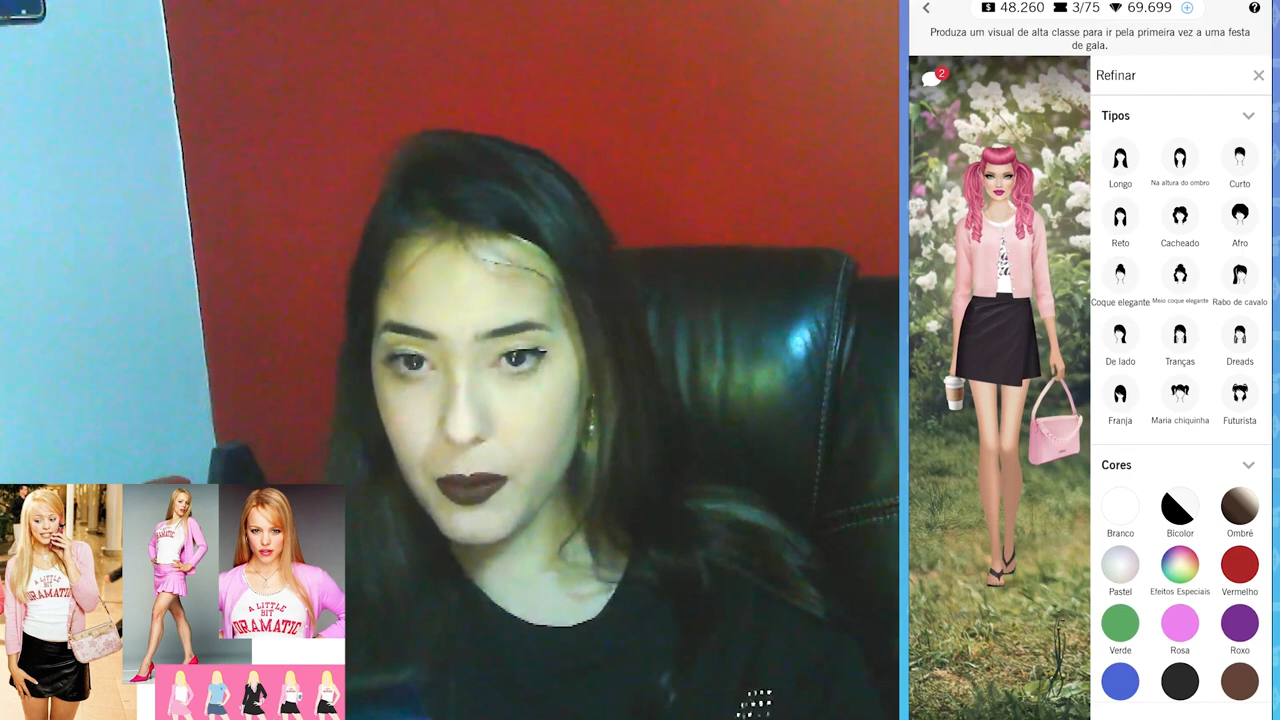 48.260 3/75 69.699
Produza um visual de alta classe para ir pela primeira vez a uma festa
de gala.
2
Refinar
Tipos
Longo
Na altura do ombro
Curto
Reto
Cacheado
Afro
Coque elegante
Meio coque elegante
Rabo de cavalo
De lado
Tranças
Dreads
Franja
Maria chiquinha
Futurista
Cores
Branco
Bicolor
Ombré
Pastel
Efeitos Especiais
Vermelho
Verde
Rosa
Roxo
A LITTLE
BIT
DRAMATIC
A LITTLE
BIT
DRAMATIC